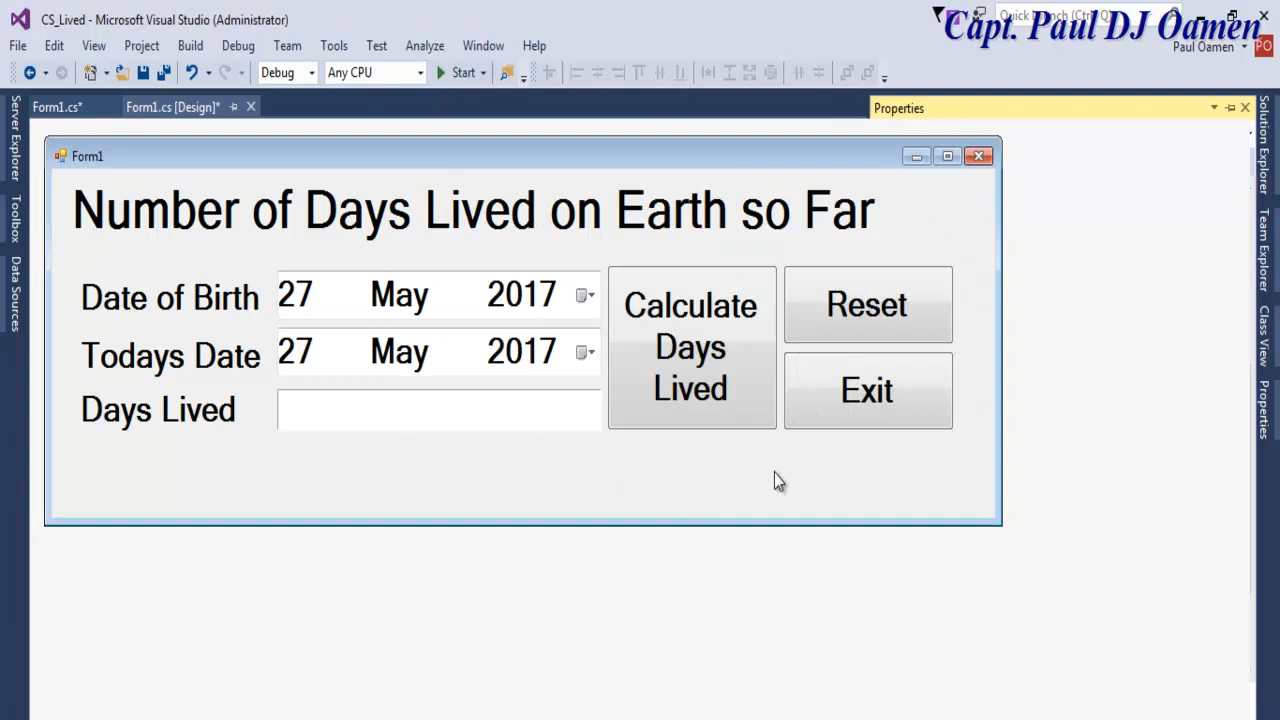 CS_Lived - Microsoft Visual Studio (Administrator)
Quick Launch (Ctrl+Q)
Capt. Paul DJ Oamen
File Edit View Project Build Debug Team Tools Test Analyze Window Help
Paul Oamen
PO
Debug Any CPU Start
Form1.cs*
Form1.cs [Design]*
Properties
Server Explorer
Toolbox
Data Sources
Form1
Number of Days Lived on Earth so Far
Date of Birth
27 May 2017
Todays Date
27 May 2017
Days Lived
Calculate
Days
Lived
Reset
Exit
Solution Explorer
Team Explorer
Class View
Properties